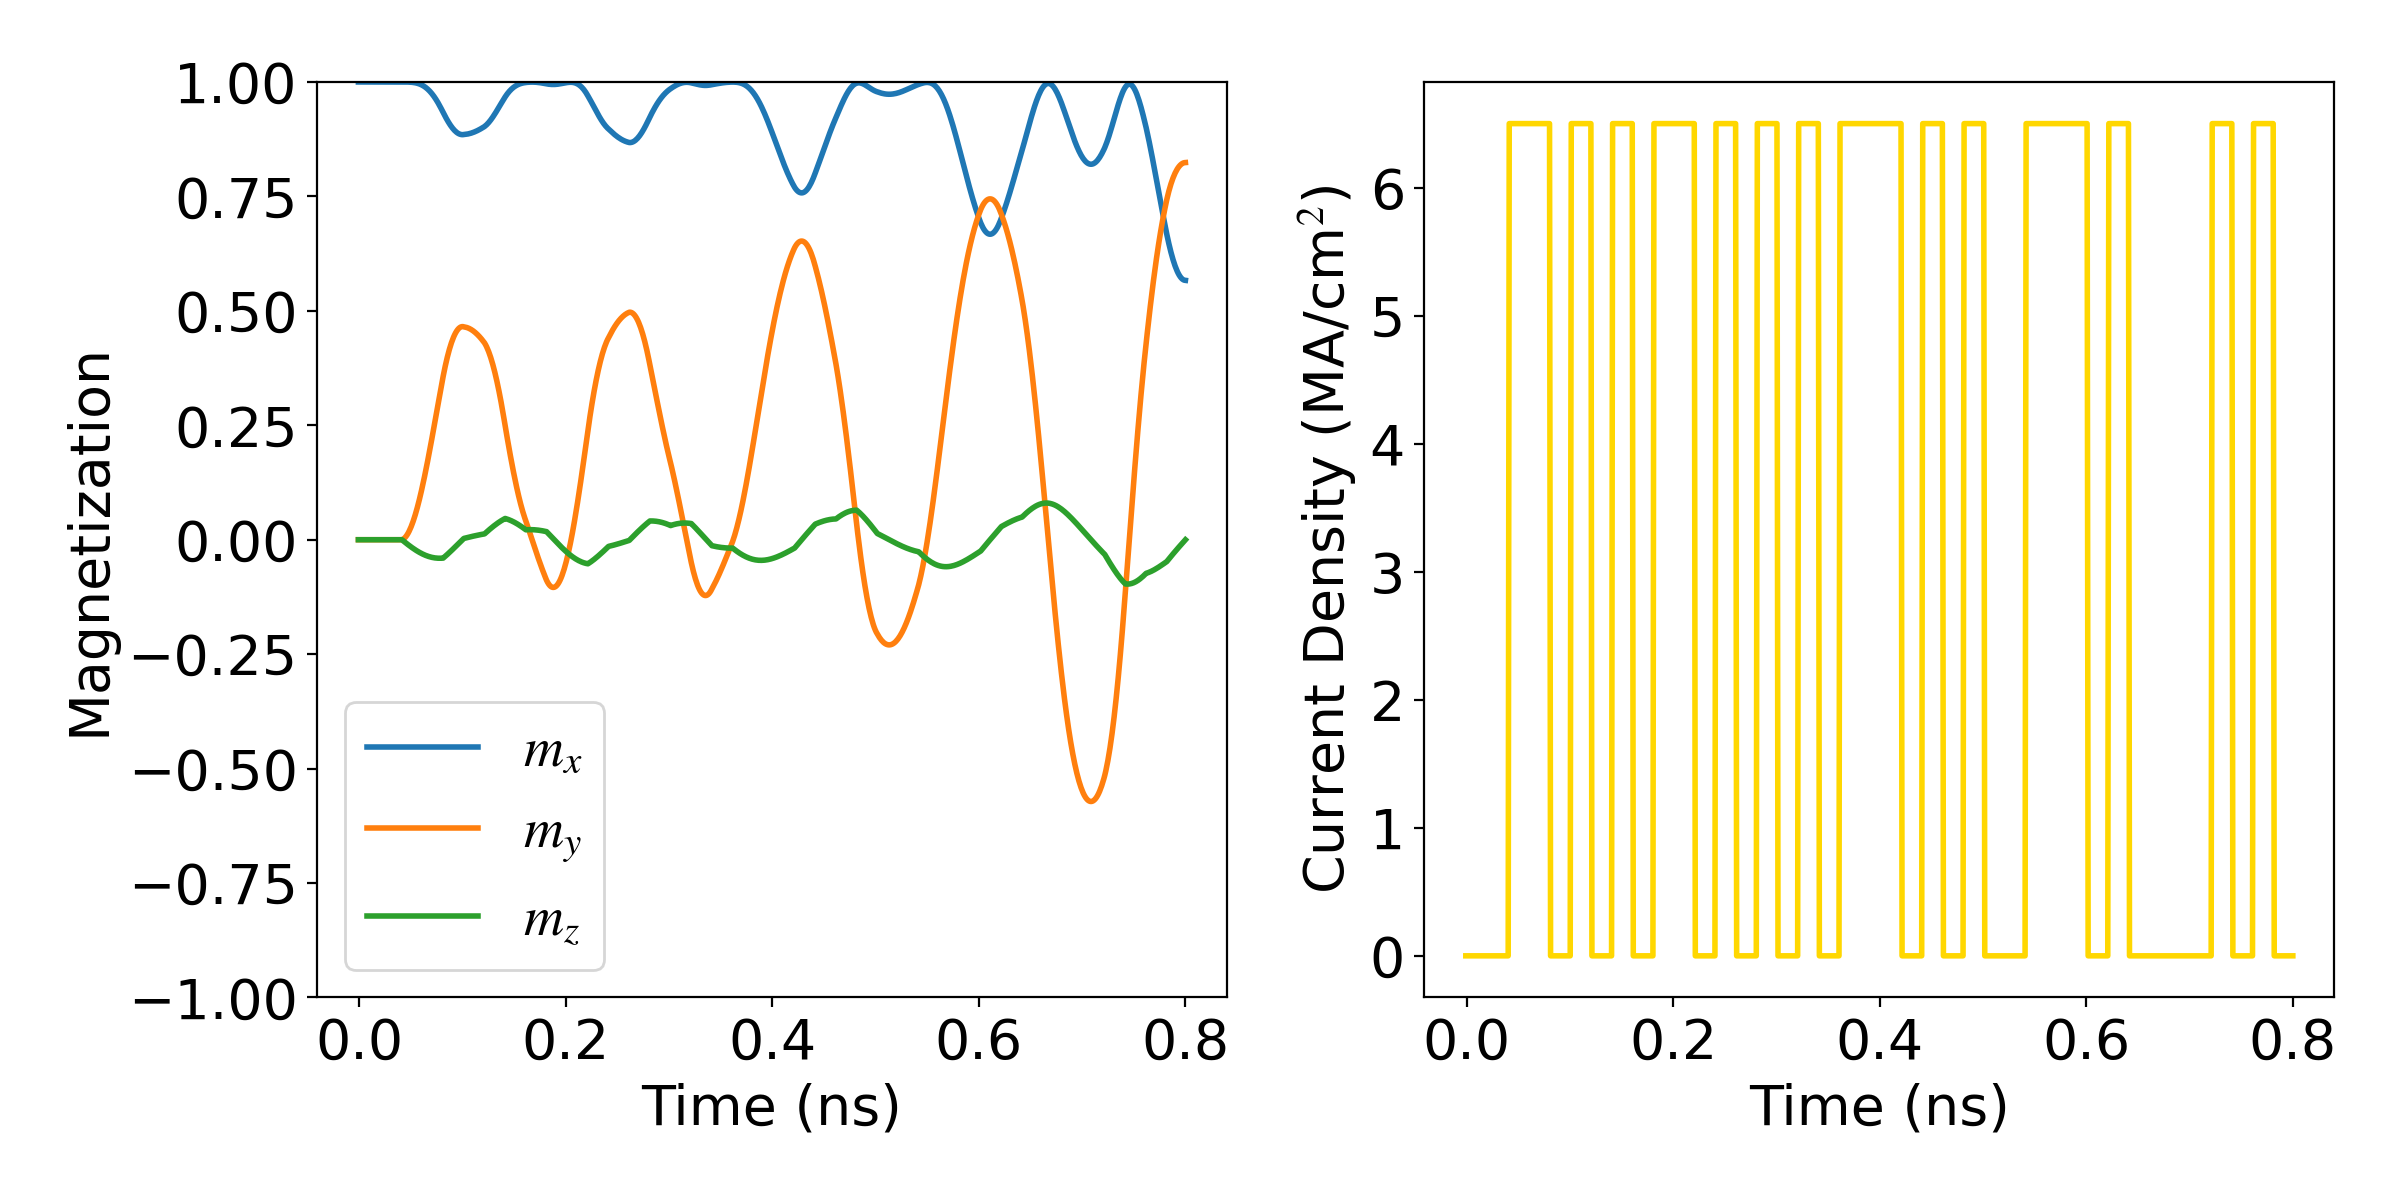 1.00
0.75
0.50
0.25
0.00
−0.25
−0.50
−0.75
−1.00
Magnetization
m_x
m_y
m_z
0.0 0.2 0.4 0.6 0.8
Time (ns)
6
5
4
3
2
1
0
Current Density (MA/cm²)
0.0 0.2 0.4 0.6 0.8
Time (ns)